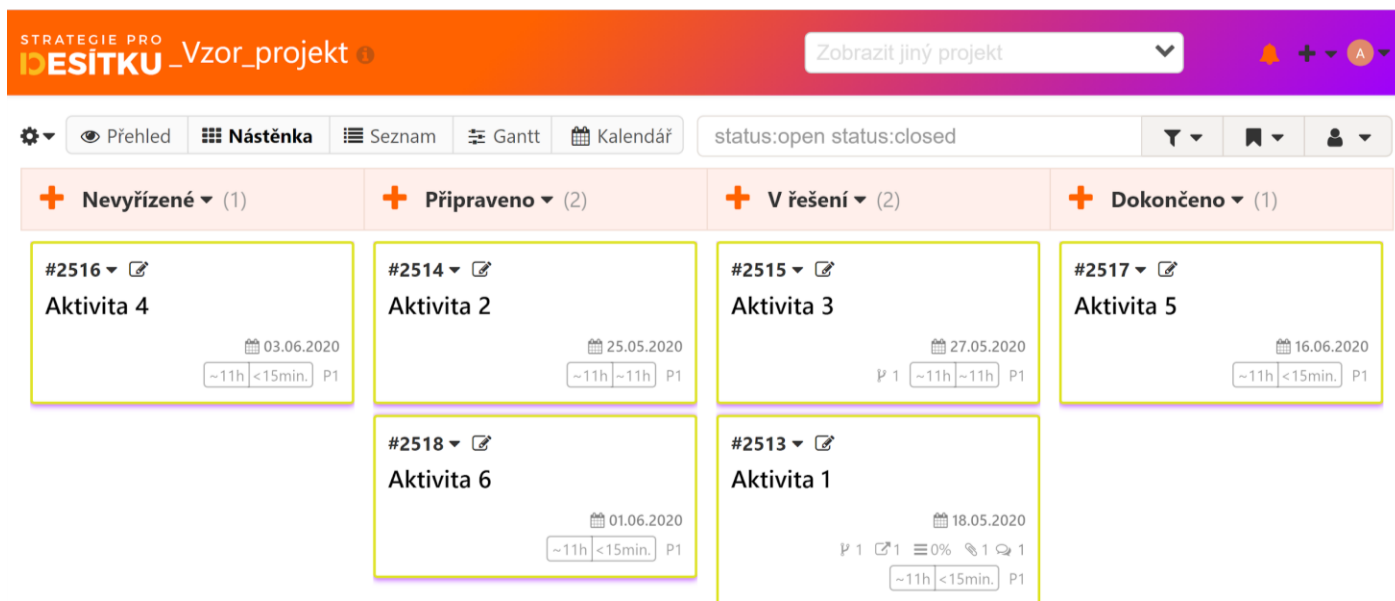 STRATEGIE PRO
DESÍTKU _Vzor_projekt
Zobrazit jiný projekt
A
Přehled Nástěnka Seznam Gantt Kalendář
status:open status:closed
Nevyřízené (1)
Připraveno (2)
V řešení (2)
Dokončeno (1)
#2516
Aktivita 4
03.06.2020
~11h <15min. P1
#2514
Aktivita 2
25.05.2020
~11h ~11h P1
#2518
Aktivita 6
01.06.2020
~11h <15min. P1
#2515
Aktivita 3
27.05.2020
1 ~11h ~11h P1
#2513
Aktivita 1
18.05.2020
1 1 0% 1 1
~11h <15min. P1
#2517
Aktivita 5
16.06.2020
~11h <15min. P1